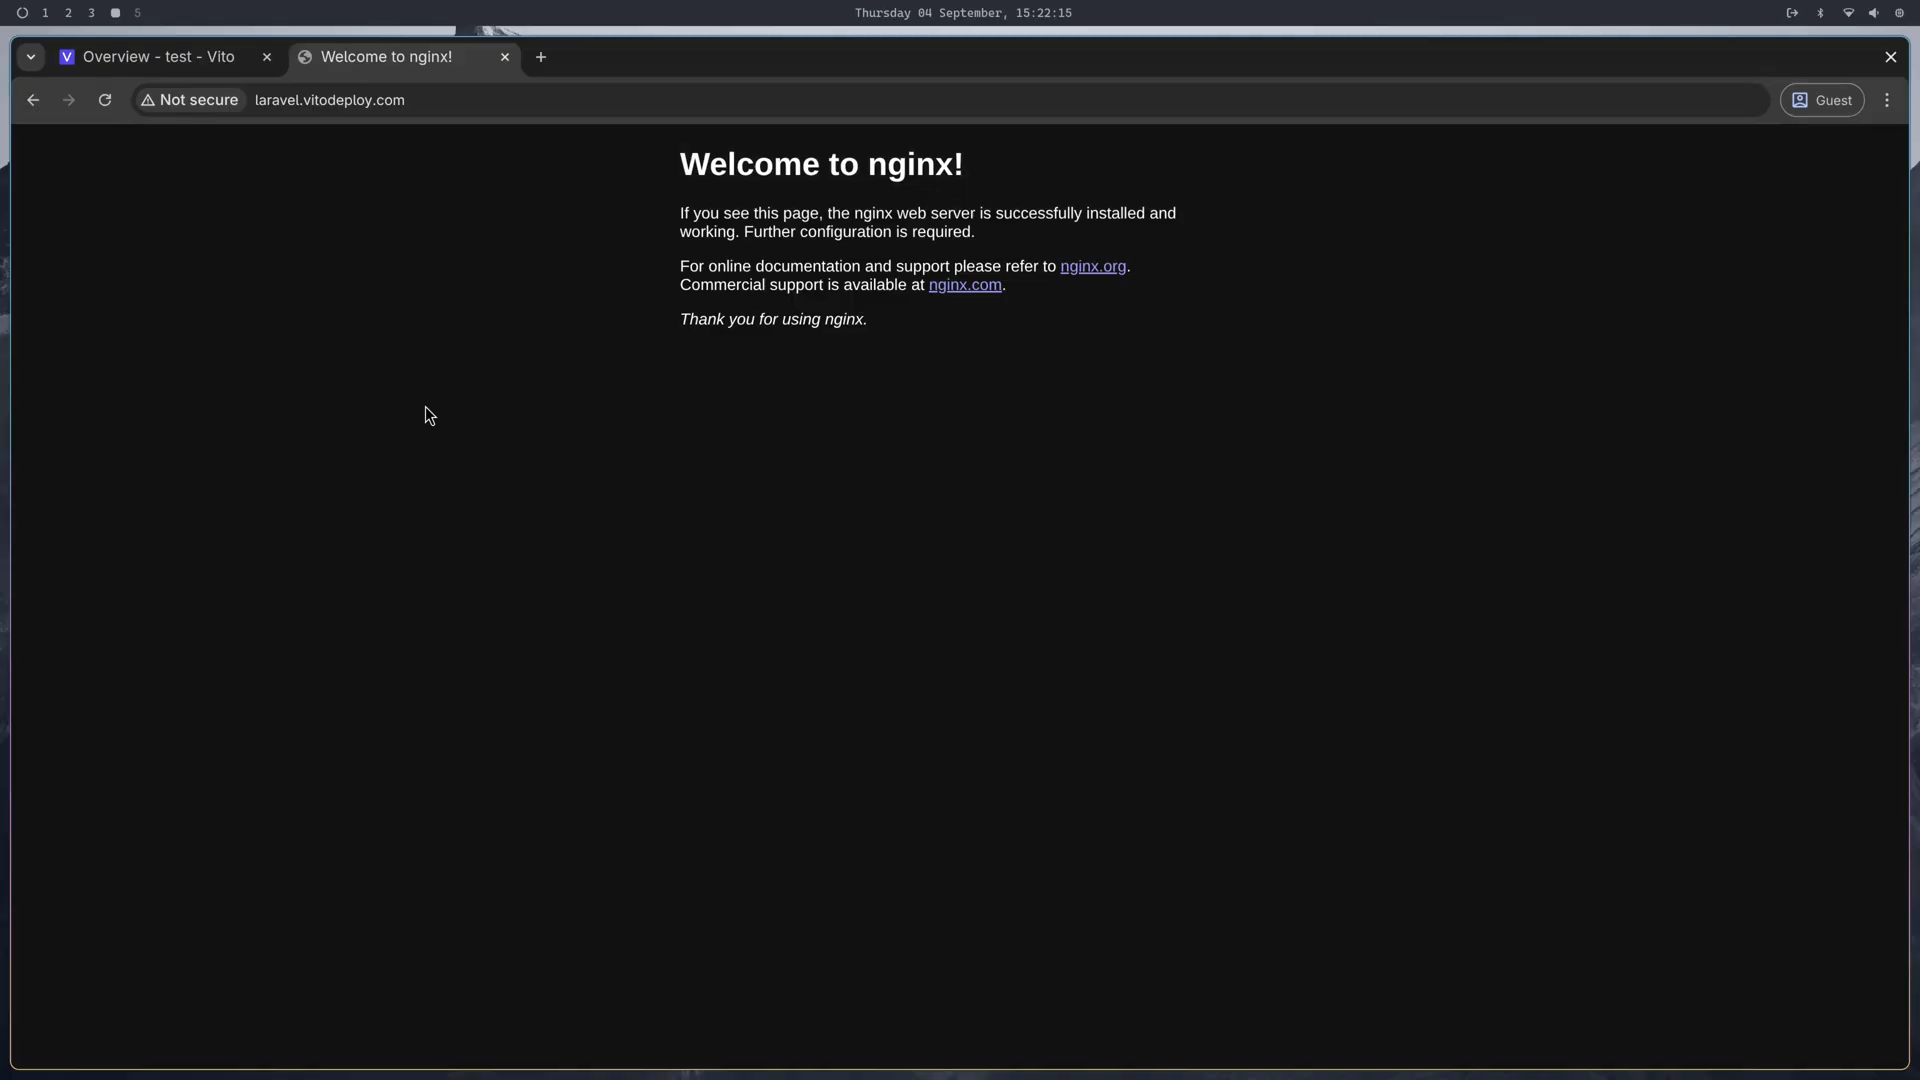 1 2 3 5
Thursday 04 September, 15:22:15
Overview - test - Vito
Welcome to nginx!
Not secure
laravel.vitodeploy.com
Guest
Welcome to nginx!
If you see this page, the nginx web server is successfully installed and
working. Further configuration is required.
For online documentation and support please refer to nginx.org.
Commercial support is available at nginx.com.
Thank you for using nginx.